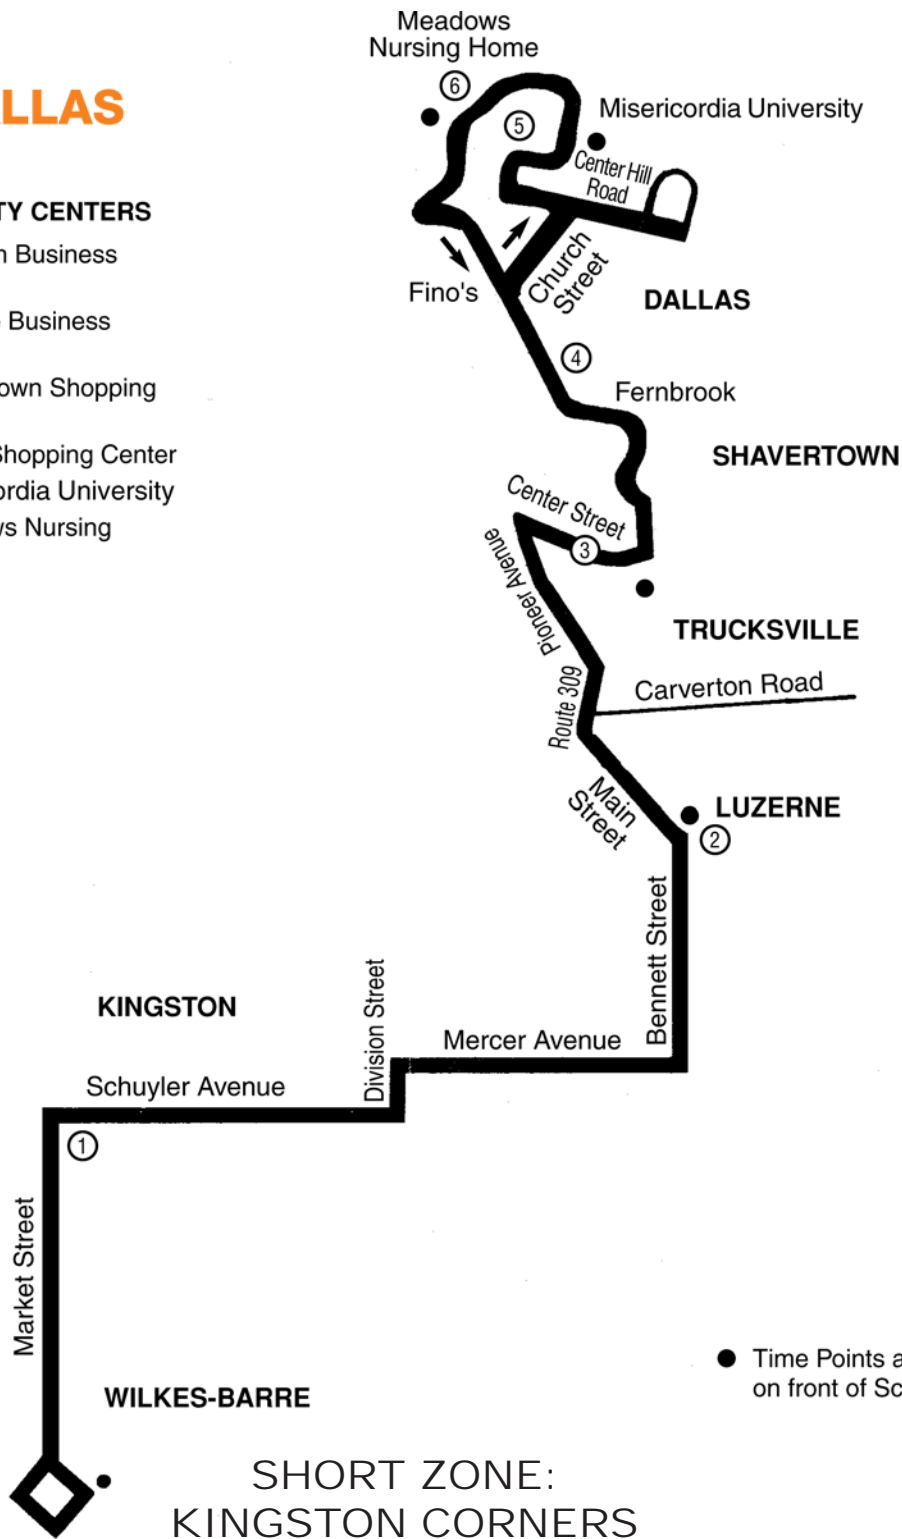 Meadows
Nursing Home
6
LLAS
5
Misericordia University
Center Hill
Road
TY CENTERS
Business
Fino's
Church
Street
DALLAS
Business
4
own Shopping
Fernbrook
Shopping Center
SHAVERTOWN
ordia University
Center Street
ws Nursing
3
Pioneer Avenue
TRUCKSVILLE
Route 309
Carverton Road
Main
Street
LUZERNE
2
Bennett Street
KINGSTON
Division Street
Mercer Avenue
Schuyler Avenue
1
Market Street
Time Points a
on front of Sc
WILKES-BARRE
SHORT ZONE:
KINGSTON CORNERS